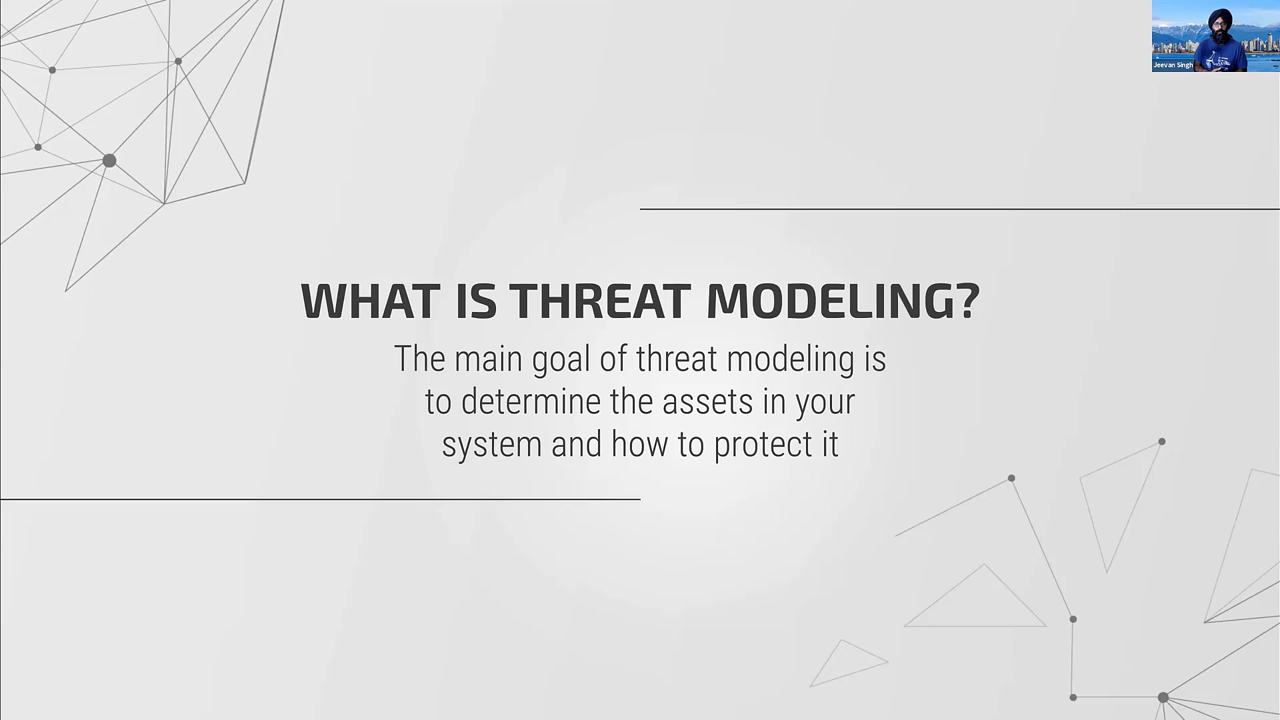 Jeevan Singh
WHAT IS THREAT MODELING?
The main goal of threat modeling is
to determine the assets in your
system and how to protect it